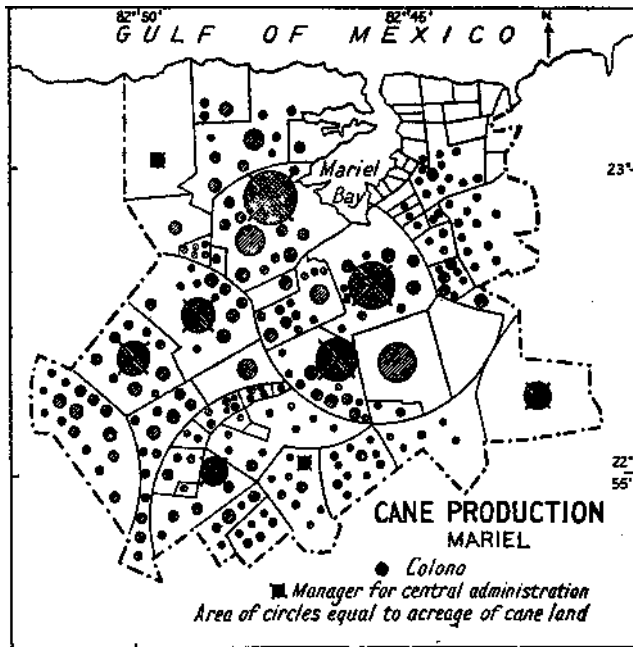 82° 50' 82° 45'
GULF OF MEXICO
N
Mariel
Bay
23°
22°
55'
CANE PRODUCTION
MARIEL
Colono
Manager for central administration
Area of circles equal to acreage of cane land